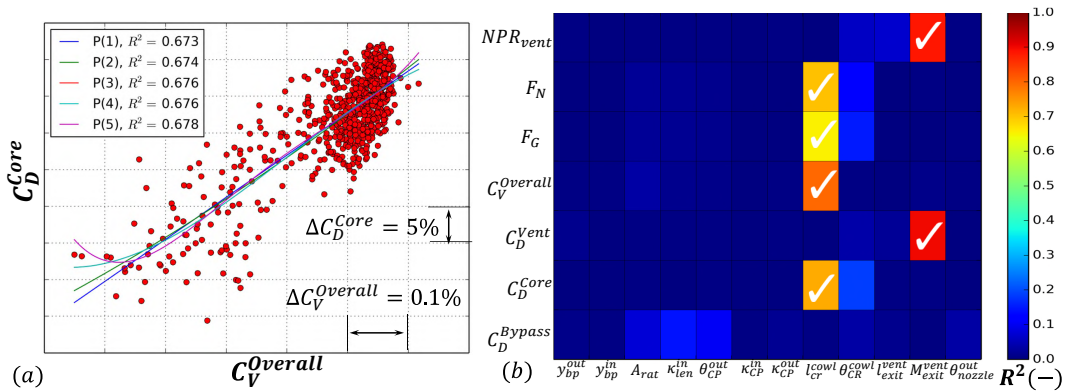 P(1), R² = 0.673
P(2), R² = 0.674
P(3), R² = 0.676
P(4), R² = 0.676
P(5), R² = 0.678
C_D^Core
ΔC_D^Core = 5%
ΔC_V^Overall = 0.1%
(a)
C_V^Overall
NPR_vent
F_N
F_G
C_V^Overall
C_D^Vent
C_D^Core
C_D^Bypass
(b)
y_bp^out y_bp^in A_rat κ_len^in θ_CP^out κ_CP^in κ_CP^out l_cr^cowl θ_CR^cowl l_exit^vent M_exit^vent θ_nozzle^out
1.0
0.9
0.8
0.7
0.6
0.5
0.4
0.3
0.2
0.1
0.0
R²(−)